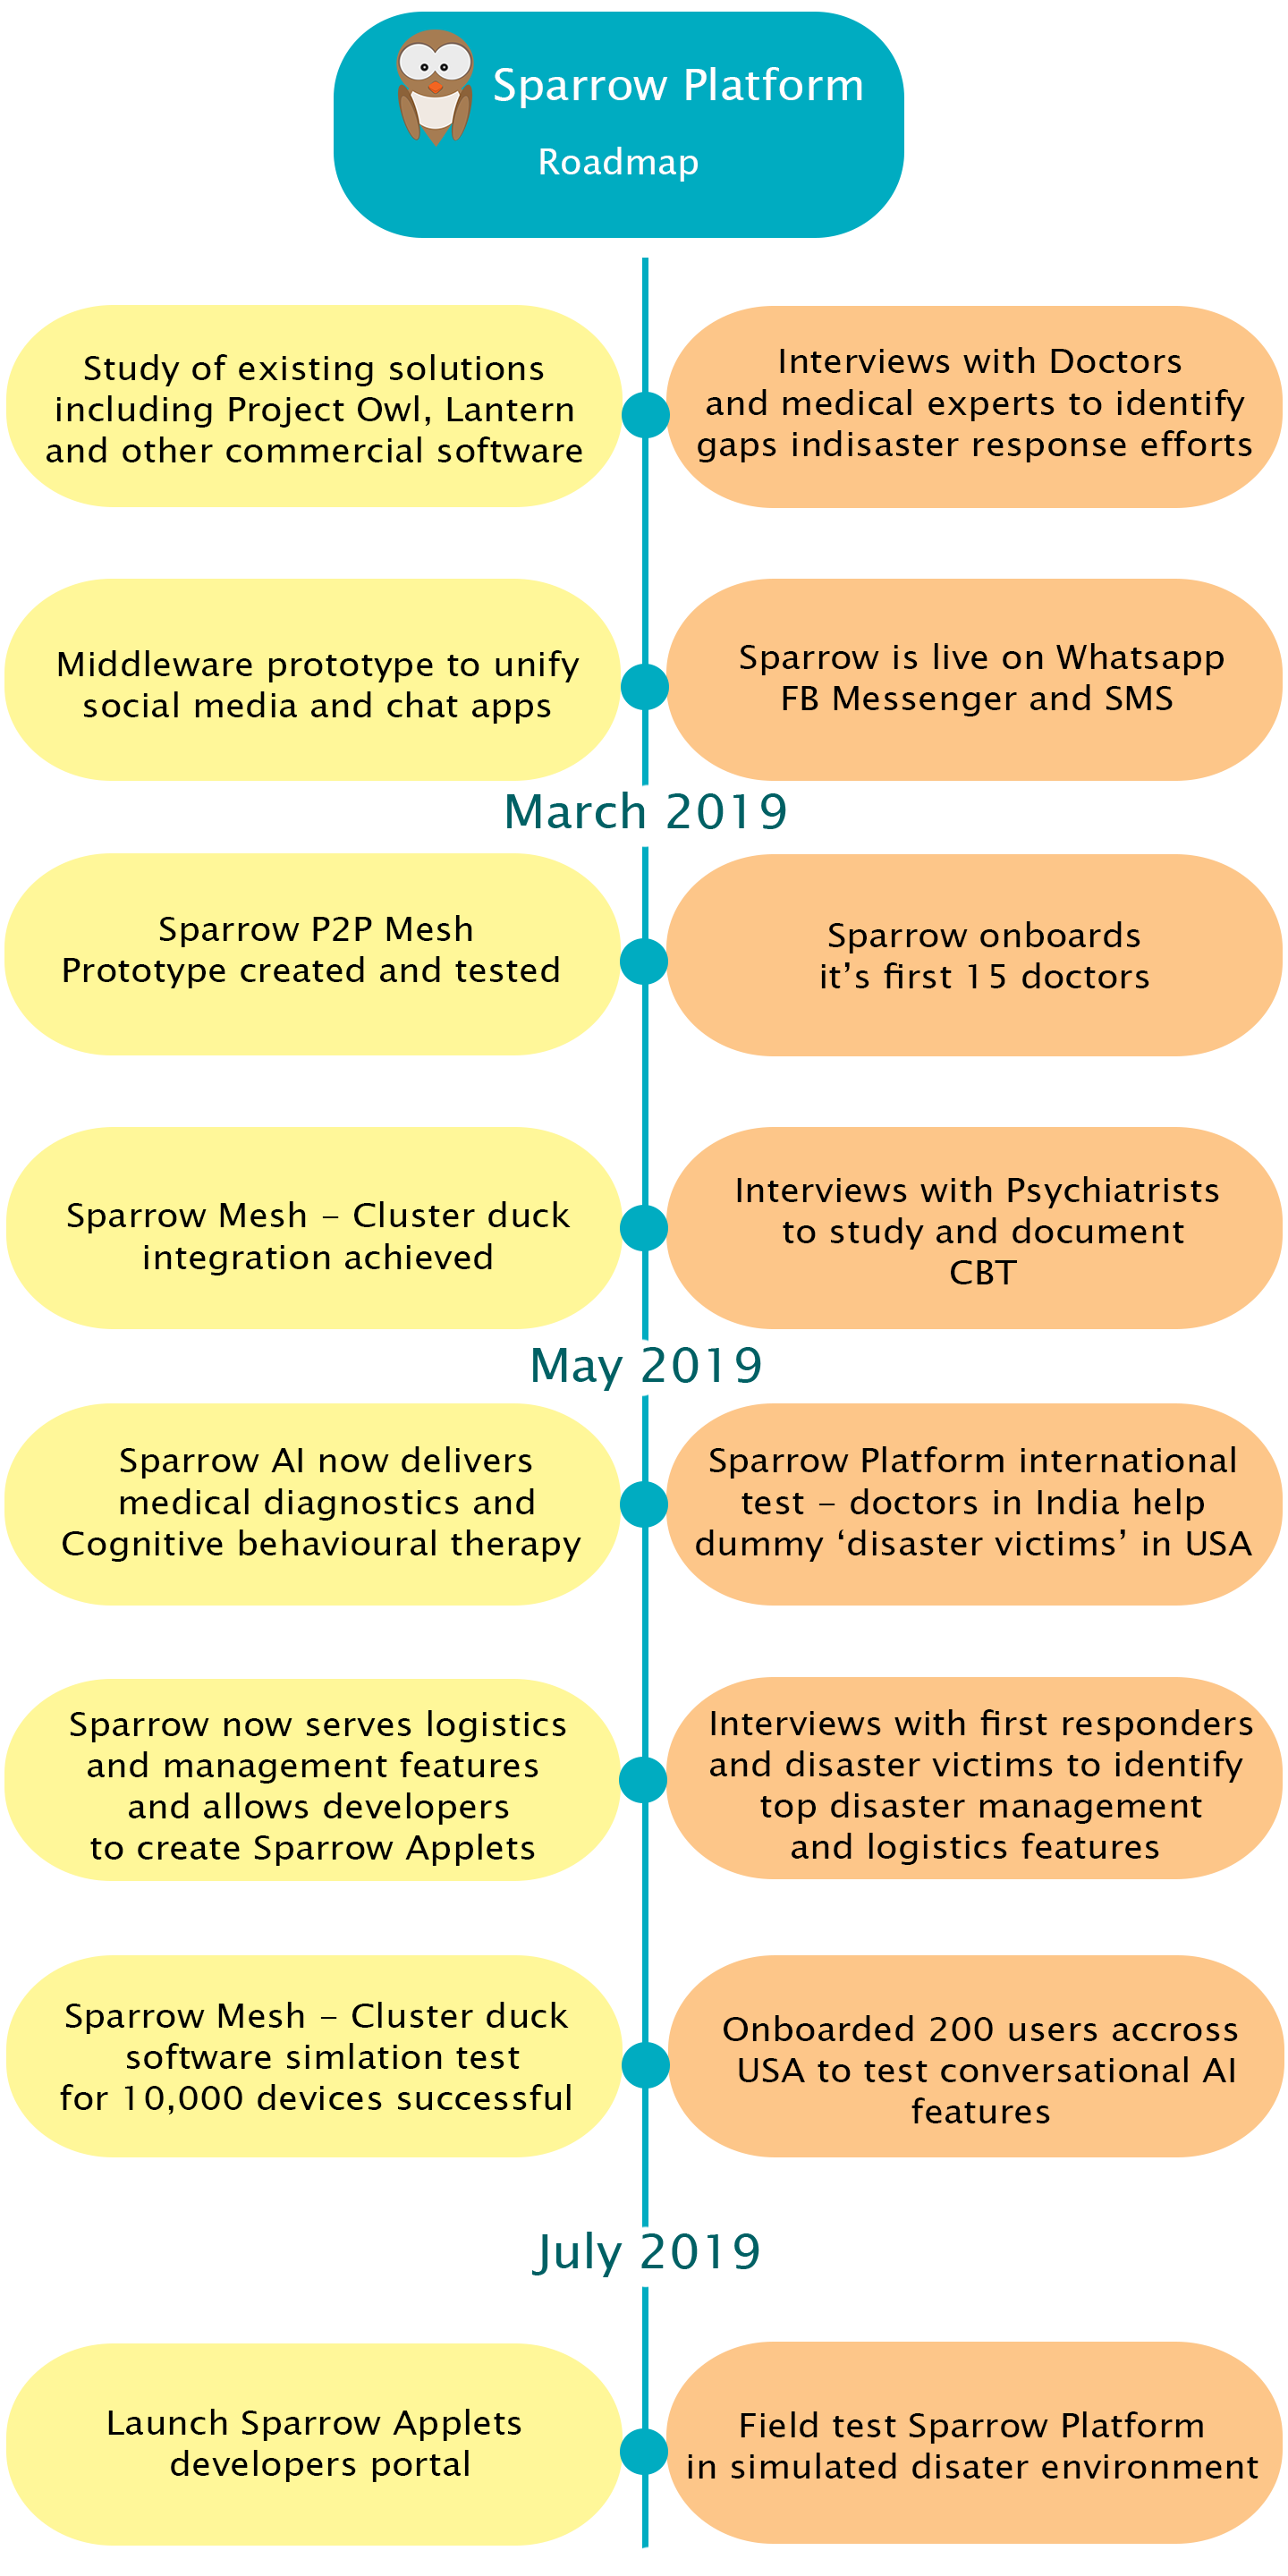 Sparrow Platform
Roadmap
Study of existing solutions
including Project Owl, Lantern
and other commercial software
Interviews with Doctors
and medical experts to identify
gaps indisaster response efforts
Middleware prototype to unify
social media and chat apps
Sparrow is live on Whatsapp
FB Messenger and SMS
March 2019
Sparrow P2P Mesh
Prototype created and tested
Sparrow onboards
it’s first 15 doctors
Sparrow Mesh – Cluster duck
integration achieved
Interviews with Psychiatrists
to study and document
CBT
May 2019
Sparrow AI now delivers
medical diagnostics and
Cognitive behavioural therapy
Sparrow Platform international
test – doctors in India help
dummy ‘disaster victims’ in USA
Sparrow now serves logistics
and management features
and allows developers
to create Sparrow Applets
Interviews with first responders
and disaster victims to identify
top disaster management
and logistics features
Sparrow Mesh – Cluster duck
software simlation test
for 10,000 devices successful
Onboarded 200 users accross
USA to test conversational AI
features
July 2019
Launch Sparrow Applets
developers portal
Field test Sparrow Platform
in simulated disater environment